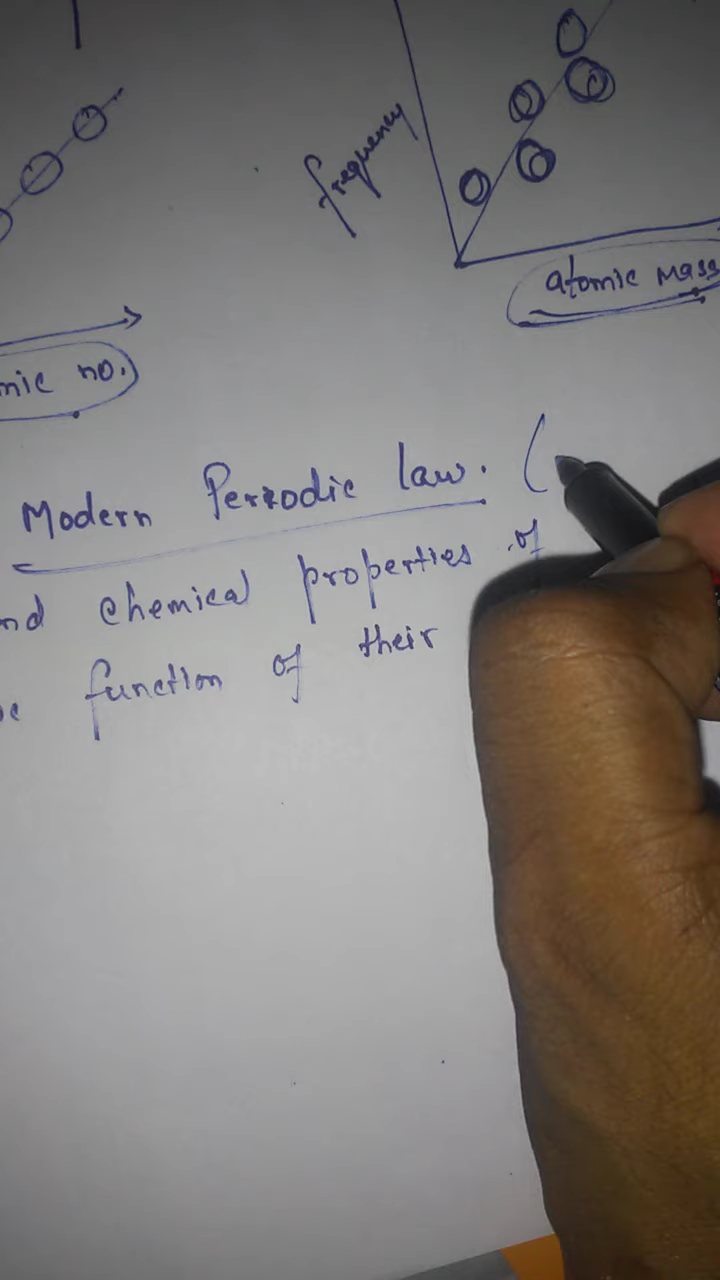 frequency
atomic mass
mic no.
Modern Periodic law. (
nd chemical properties of
function of their